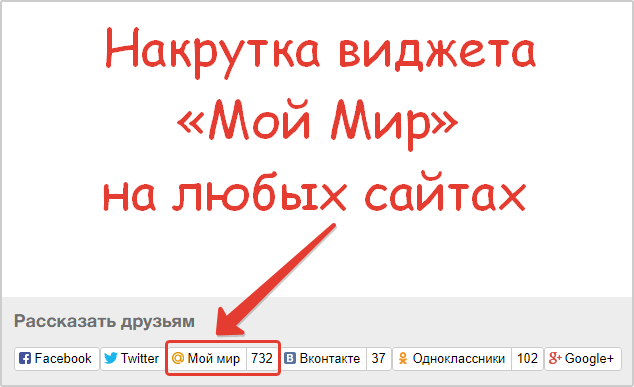 Накрутка виджета
«Мой Мир»
на любых сайтах
Рассказать друзьям
Facebook Twitter Мой мир 732 Вконтакте 37 Одноклассники 102 Google+